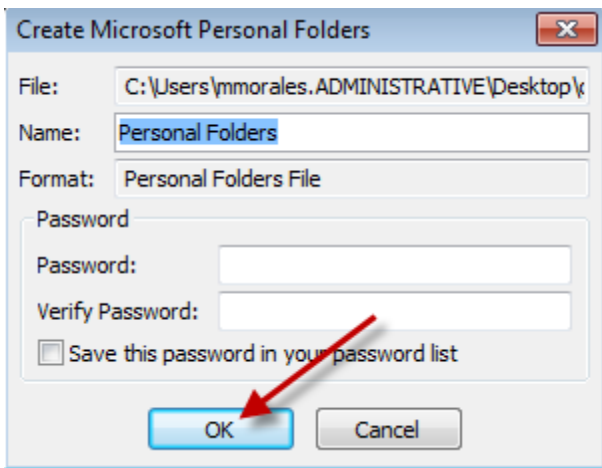 Create Microsoft Personal Folders
File: C:\Users\mmorales.ADMINISTRATIVE\Desktop\
Name: Personal Folders
Format: Personal Folders File
Password
Password:
Verify Password:
Save this password in your password list
OK Cancel